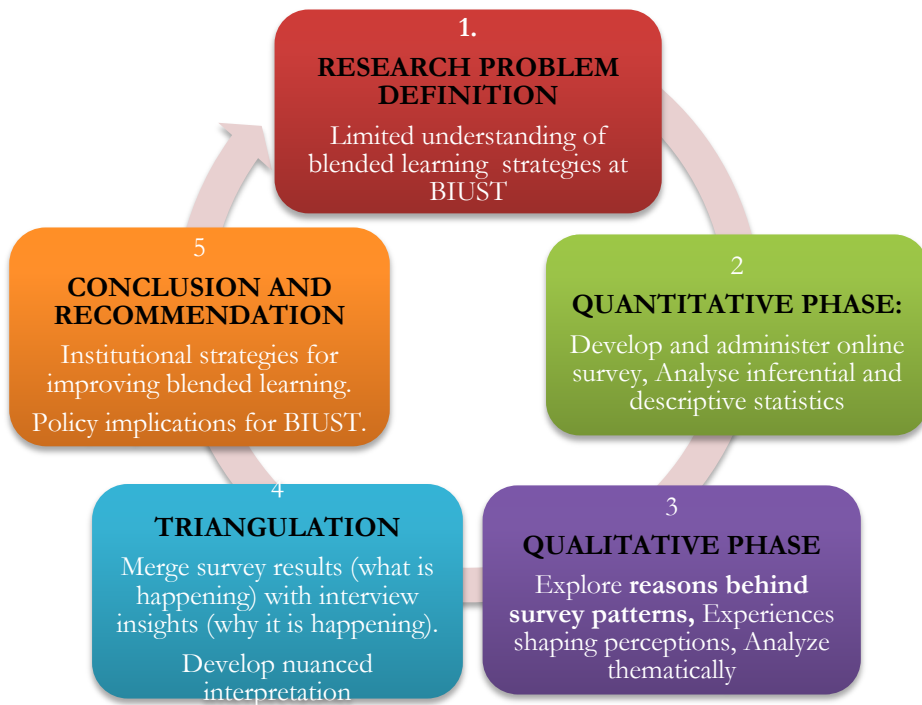 1.
RESEARCH PROBLEM
DEFINITION
Limited understanding of
blended learning strategies at
BIUST
2
QUANTITATIVE PHASE:
Develop and administer online
survey, Analyse inferential and
descriptive statistics
3
QUALITATIVE PHASE
Explore reasons behind
survey patterns, Experiences
shaping perceptions, Analyze
thematically
4
TRIANGULATION
Merge survey results (what is
happening) with interview
insights (why it is happening).
Develop nuanced
interpretation
5
CONCLUSION AND
RECOMMENDATION
Institutional strategies for
improving blended learning.
Policy implications for BIUST.